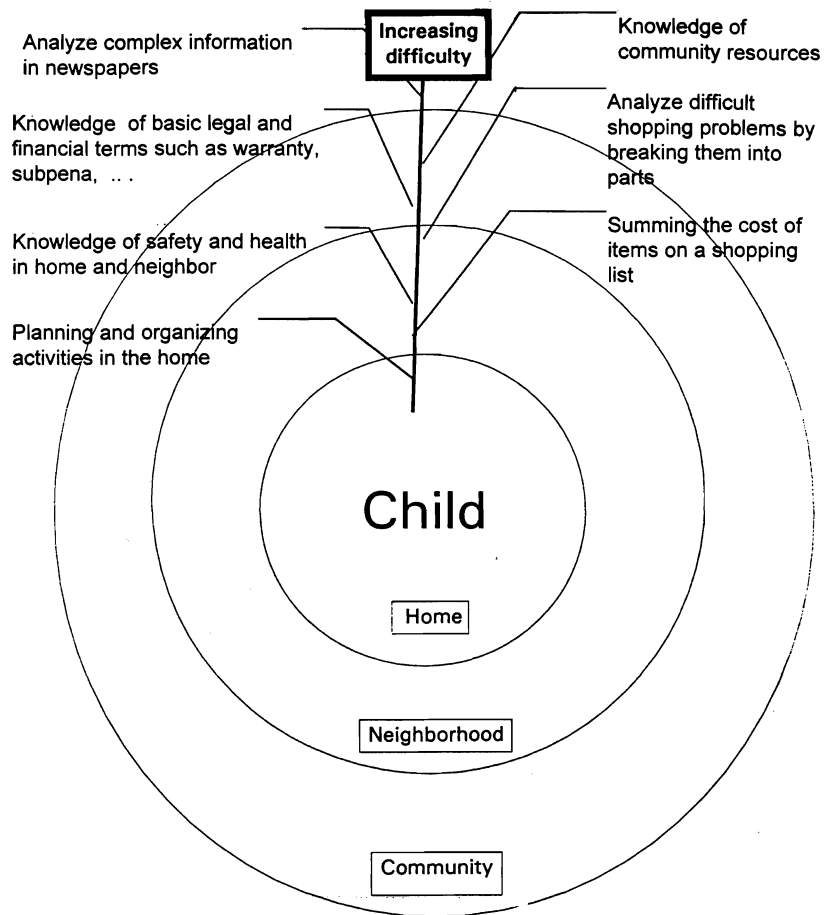 Increasing
difficulty
Analyze complex information
in newspapers
Knowledge of basic legal and
financial terms such as warranty,
subpena, .. .
Knowledge of safety and health
in home and neighbor
Planning and organizing
activities in the home
Knowledge of
community resources
Analyze difficult
shopping problems by
breaking them into
parts
Summing the cost of
items on a shopping
list
Child
Home
Neighborhood
Community